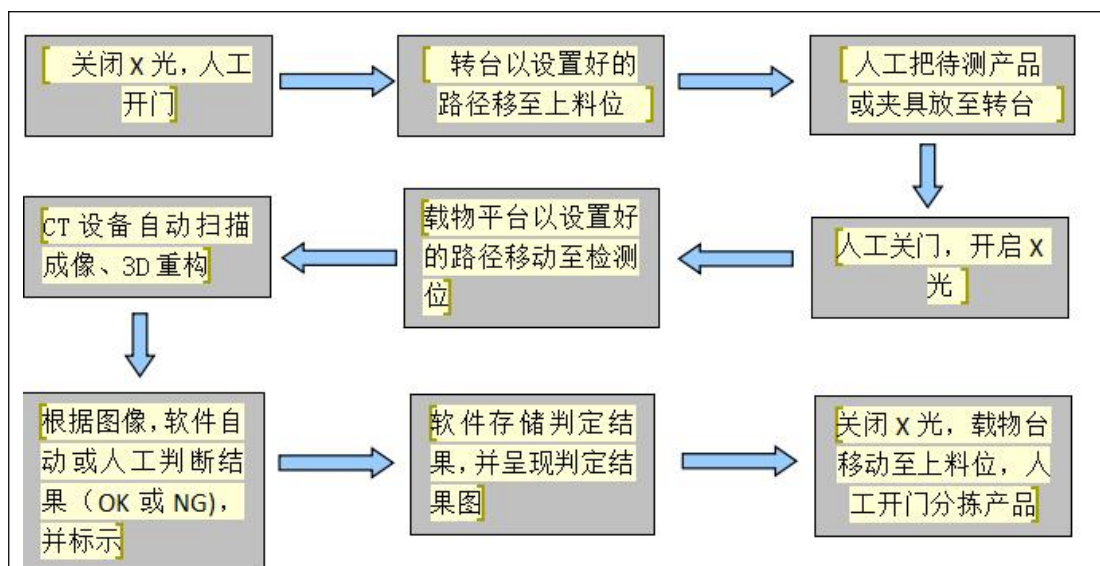 关闭X光，人工
开门
转台以设置好的
路径移至上料位
人工把待测产品
或夹具放至转台
人工关门，开启X
光
载物平台以设置好
的路径移动至检测
位
CT设备自动扫描
成像、3D重构
根据图像，软件自
动或人工判断结
果（OK或NG)，
并标示
软件存储判定结
果，并呈现判定结
果图
关闭X光，载物台
移动至上料位，人
工开门分拣产品